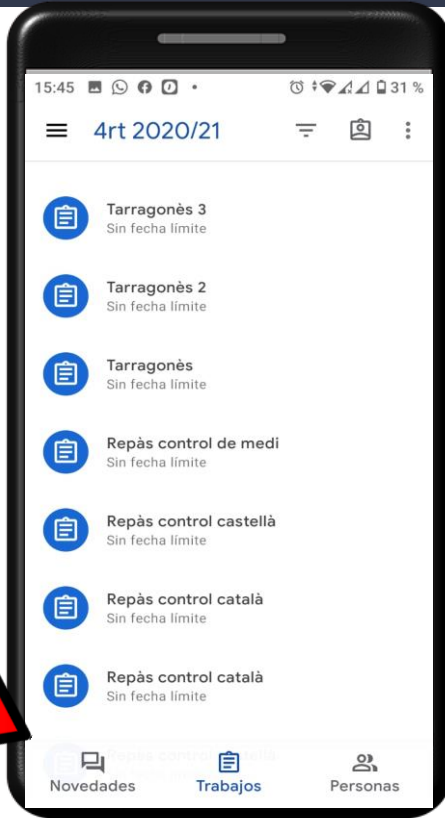 15:45
31 %
4rt 2020/21
Tarragonès 3
Sin fecha límite
Tarragonès 2
Sin fecha límite
Tarragonès
Sin fecha límite
Repàs control de medi
Sin fecha límite
Repàs control castellà
Sin fecha límite
Repàs control català
Sin fecha límite
Repàs control català
Sin fecha límite
Novedades
Trabajos
Personas